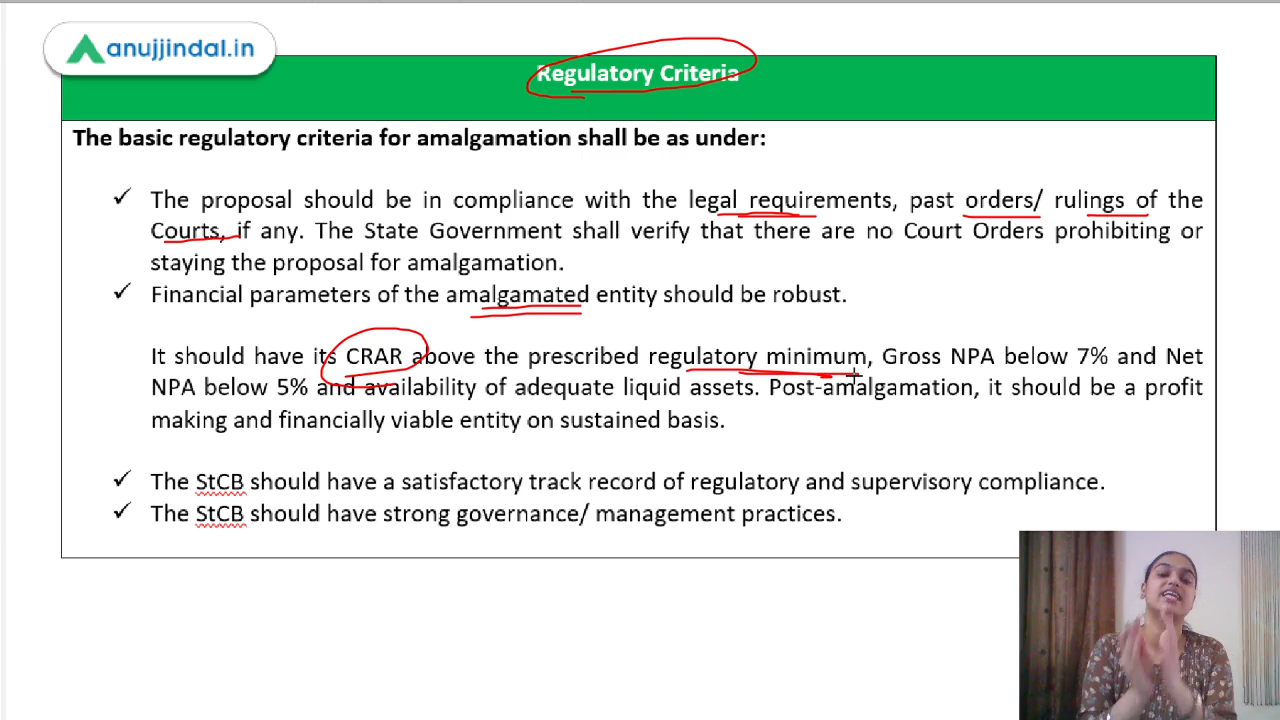 anujjindal.in
Regulatory Criteria
The basic regulatory criteria for amalgamation shall be as under:
✓ The proposal should be in compliance with the legal requirements, past orders/ rulings of the
Courts, if any. The State Government shall verify that there are no Court Orders prohibiting or
staying the proposal for amalgamation.
✓ Financial parameters of the amalgamated entity should be robust.
It should have its CRAR above the prescribed regulatory minimum, Gross NPA below 7% and Net
NPA below 5% and availability of adequate liquid assets. Post-amalgamation, it should be a profit
making and financially viable entity on sustained basis.
✓ The StCB should have a satisfactory track record of regulatory and supervisory compliance.
✓ The StCB should have strong governance/ management practices.